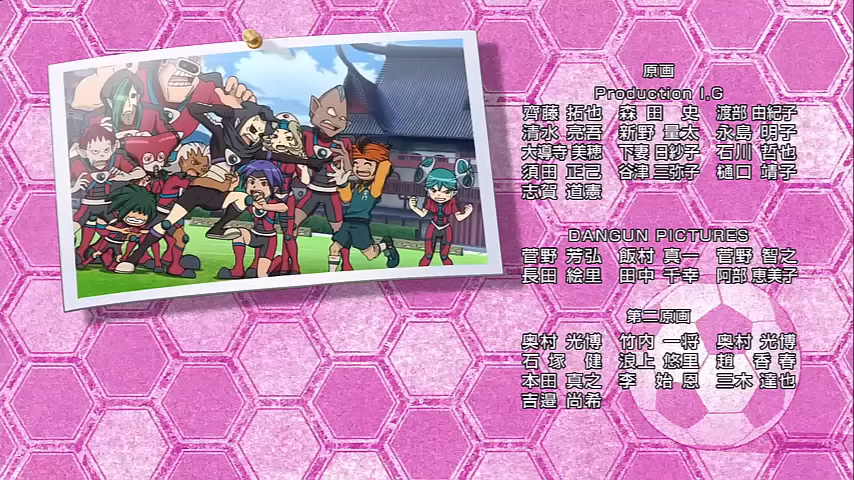 原画
Production I,G
齊藤 拓也 森田 史 渡部 由紀子
清水 亮吾 新野 量太 永島 明子
大導寺 美穂 下妻 日紗子 石川 哲也
須田 正己 谷津 三弥子 樋口 靖子
志賀 道憲
DANGUN PICTURES
菅野 芳弘 飯村 真一 菅野 智之
長田 絵里 田中 千幸 阿部 恵美子
第二原画
奥村 光博 竹内 一将 奥村 光博
石塚 健 浪上 悠里 趙 香春
本田 真之 李 始恩 三木 達也
吉邉 尚希